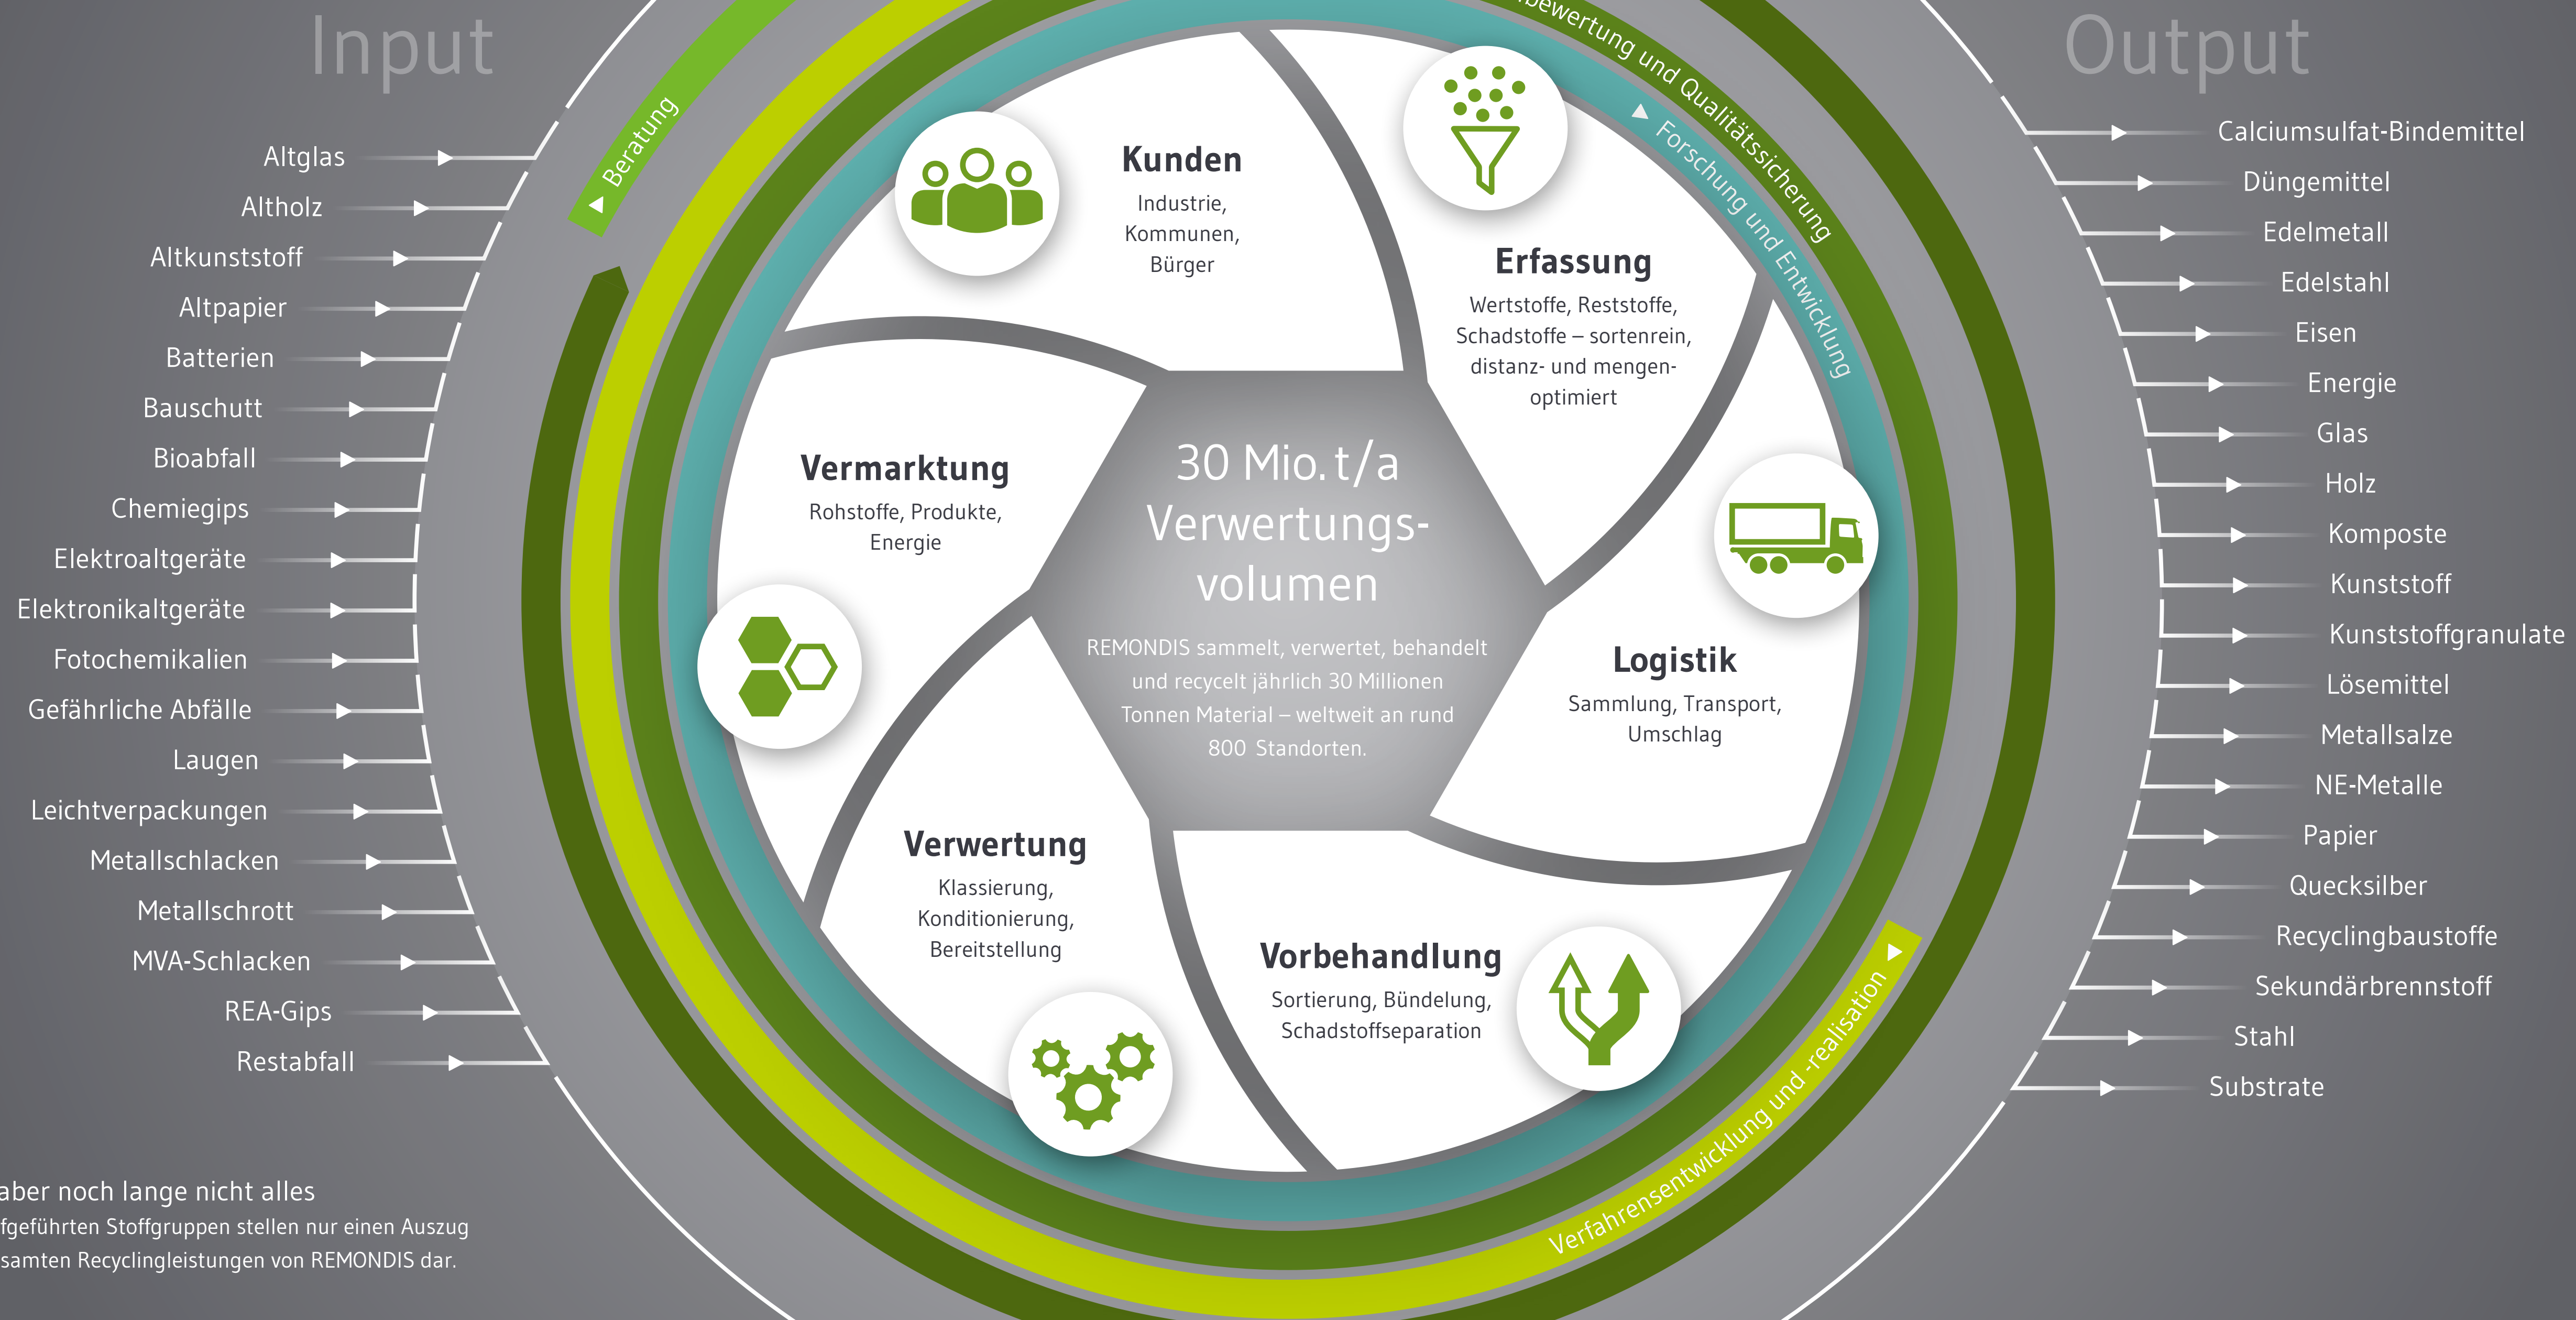 Input
Altglas
Altholz
Altkunststoff
Altpapier
Batterien
Bauschutt
Bioabfall
Chemiegips
Elektroaltgeräte
Elektronikaltgeräte
Fotochemikalien
Gefährliche Abfälle
Laugen
Leichtverpackungen
Metallschlacken
Metallschrott
MVA-Schlacken
REA-Gips
Restabfall
aber noch lange nicht alles
fgeführten Stoffgruppen stellen nur einen Auszug
samten Recyclingleistungen von REMONDIS dar.
Beratung
bewertung und Qualitätssicherung
Forschung und Entwicklung
Verfahrensentwicklung und -realisation
Kunden
Industrie,
Kommunen,
Bürger
Erfassung
Wertstoffe, Reststoffe,
Schadstoffe – sortenrein,
distanz- und mengen-
optimiert
Logistik
Sammlung, Transport,
Umschlag
Vorbehandlung
Sortierung, Bündelung,
Schadstoffseparation
Verwertung
Klassierung,
Konditionierung,
Bereitstellung
Vermarktung
Rohstoffe, Produkte,
Energie
30 Mio. t/a
Verwertungs-
volumen
REMONDIS sammelt, verwertet, behandelt
und recycelt jährlich 30 Millionen
Tonnen Material – weltweit an rund
800 Standorten.
Output
Calciumsulfat-Bindemittel
Düngemittel
Edelmetall
Edelstahl
Eisen
Energie
Glas
Holz
Komposte
Kunststoff
Kunststoffgranulate
Lösemittel
Metallsalze
NE-Metalle
Papier
Quecksilber
Recyclingbaustoffe
Sekundärbrennstoff
Stahl
Substrate